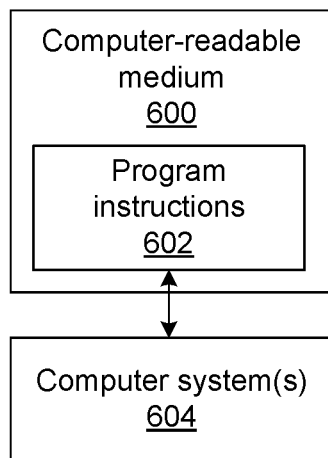 Computer-readable
medium
600
Program
instructions
602
Computer system(s)
604